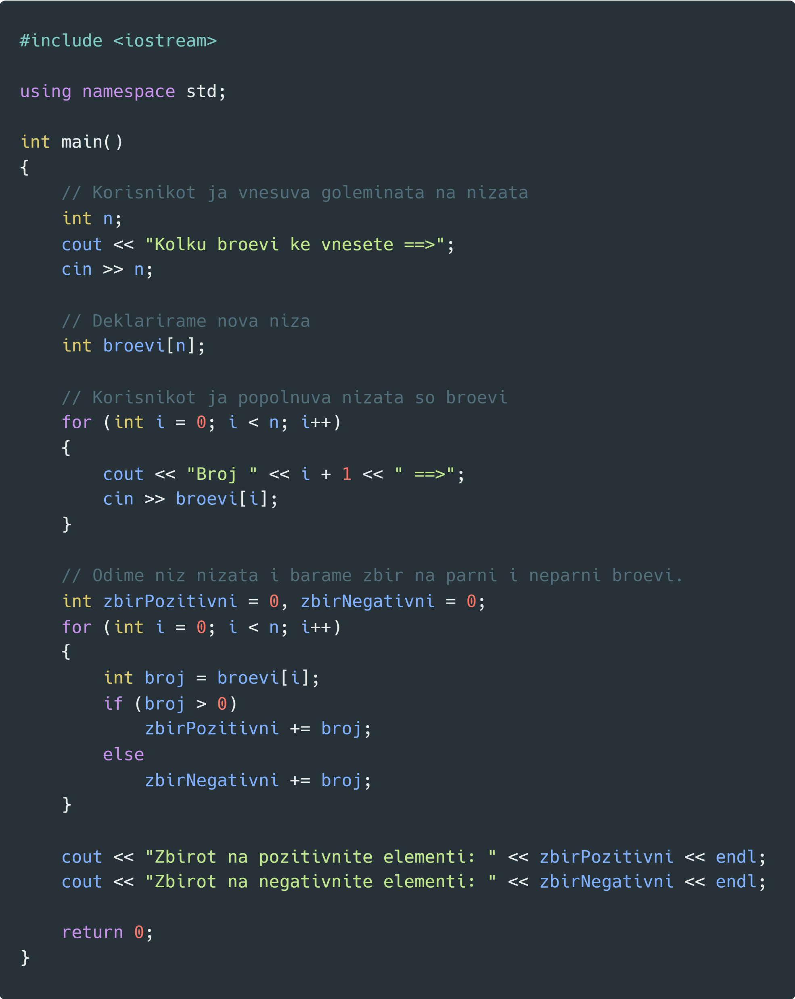 #include <iostream>
using namespace std;
int main()
{
// Korisnikot ja vnesuva goleminata na nizata
int n;
cout << "Kolku broevi ke vnesete ==>";
cin >> n;
// Deklarirame nova niza
int broevi[n];
// Korisnikot ja popolnuva nizata so broevi
for (int i = 0; i < n; i++)
{
cout << "Broj " << i + 1 << " ==>";
cin >> broevi[i];
}
// Odime niz nizata i barame zbir na parni i neparni broevi.
int zbirPozitivni = 0, zbirNegativni = 0;
for (int i = 0; i < n; i++)
{
int broj = broevi[i];
if (broj > 0)
zbirPozitivni += broj;
else
zbirNegativni += broj;
}
cout << "Zbirot na pozitivnite elementi: " << zbirPozitivni << endl;
cout << "Zbirot na negativnite elementi: " << zbirNegativni << endl;
return 0;
}